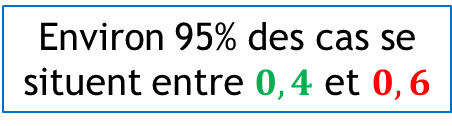 Environ 95% des cas se
situent entre 0,4 et 0,6